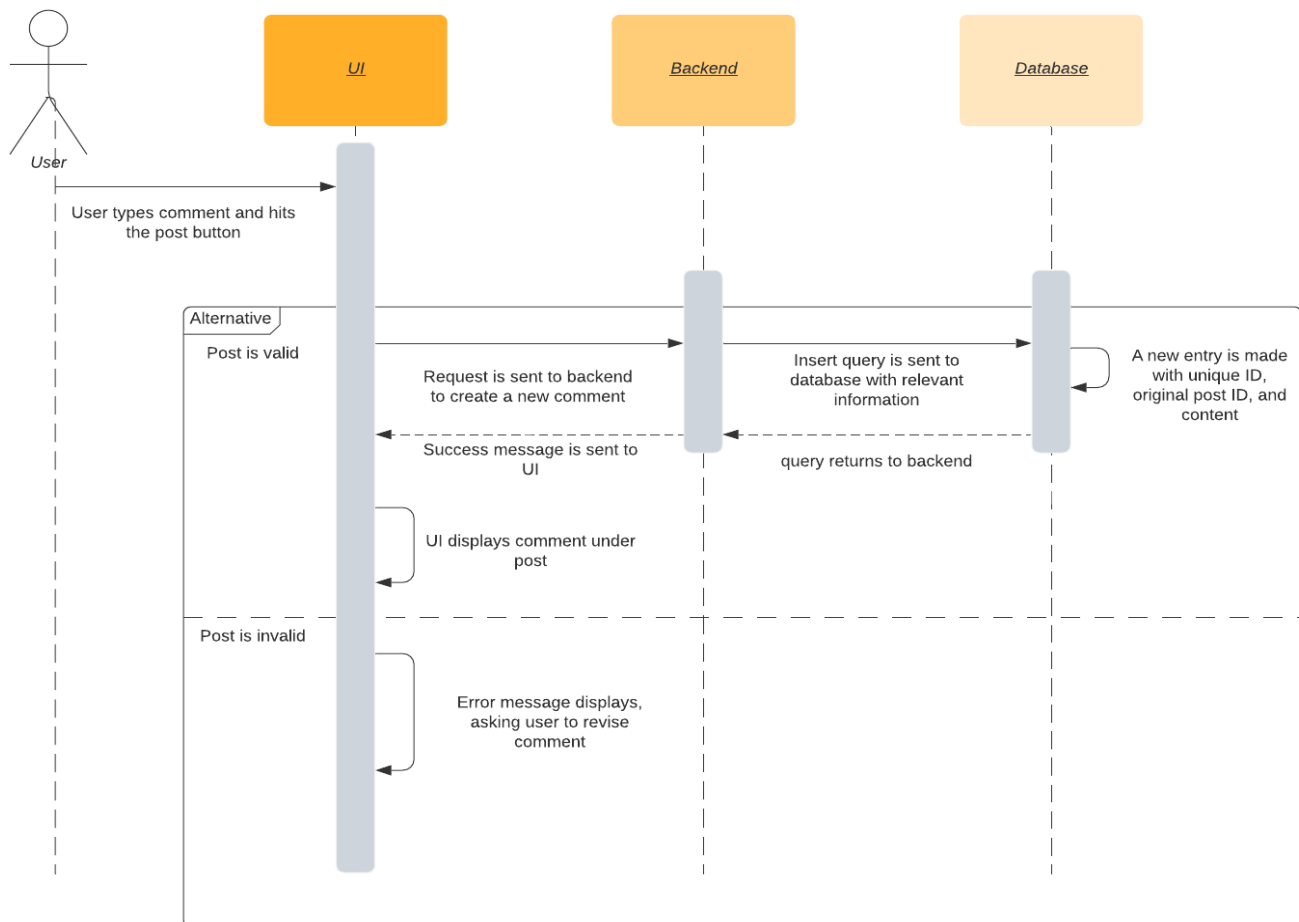 UI
Backend
Database
User
User types comment and hits
the post button
Alternative
Post is valid
Request is sent to backend
to create a new comment
Insert query is sent to
database with relevant
information
A new entry is made
with unique ID,
original post ID, and
content
Success message is sent to
UI
query returns to backend
UI displays comment under
post
Post is invalid
Error message displays,
asking user to revise
comment